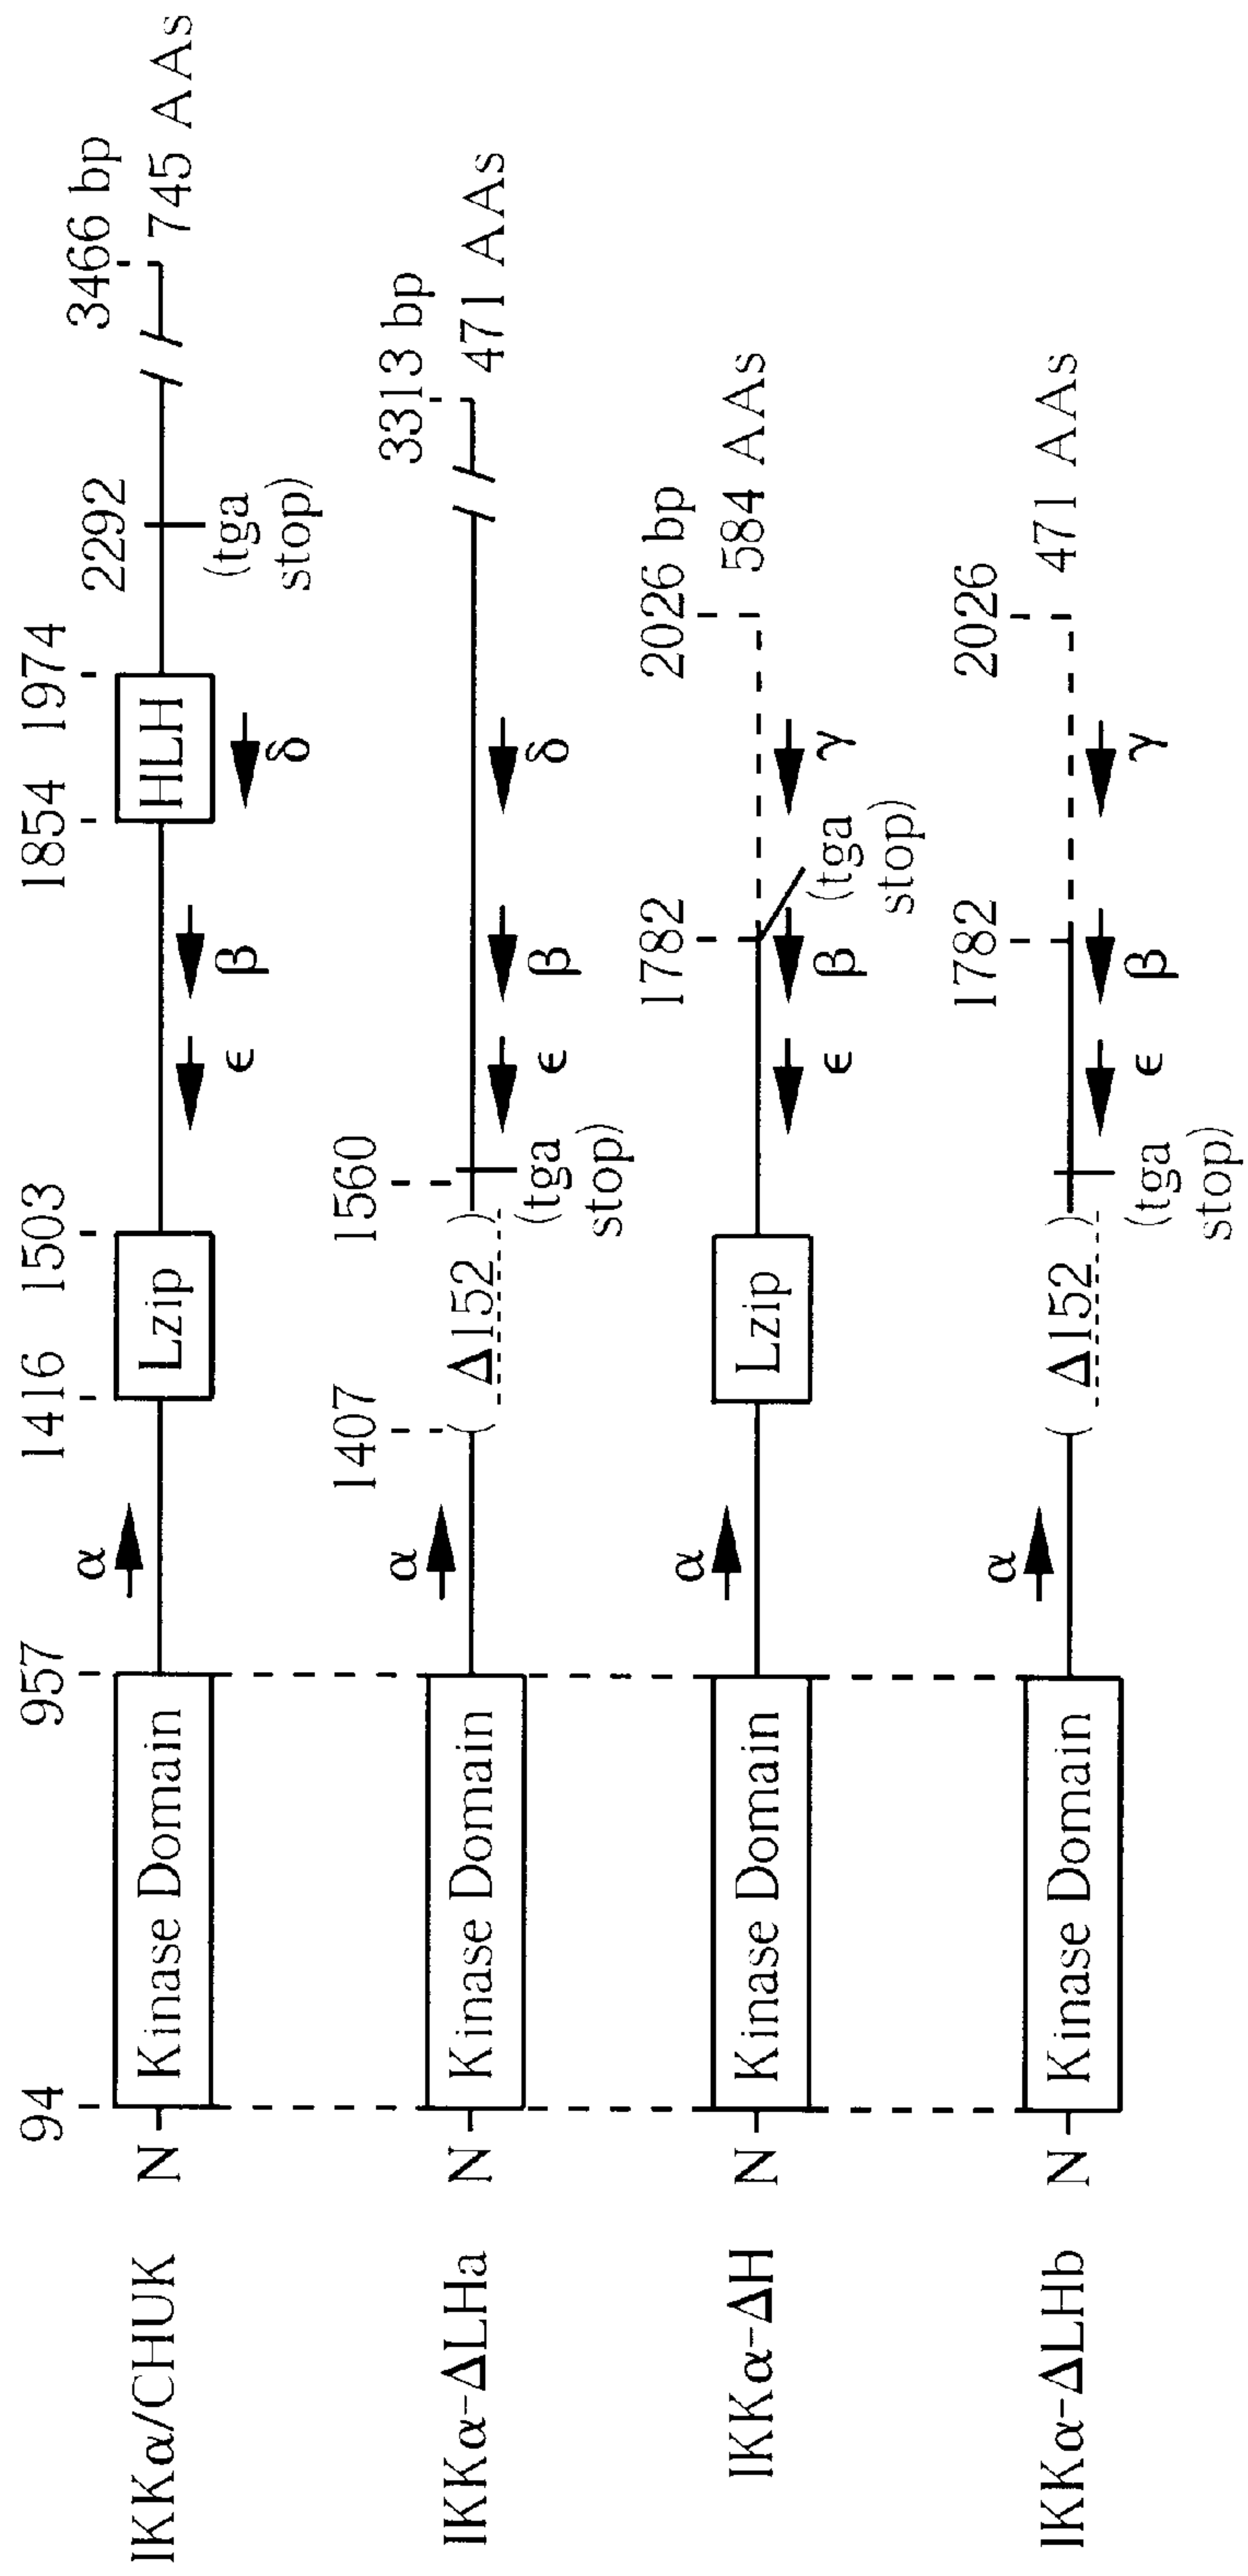 94 957 1416 1503 1854 1974 2292 3466 bp
IKKα/CHUK N Kinase Domain α Lzip ϵ β HLH δ (tga stop) 745 AAs
1407 1560 3313 bp
IKKα-ΔLHa N Kinase Domain α ( Δ152 ) (tga stop) ϵ β δ 471 AAs
1782 2026 bp
IKKα-ΔH N Kinase Domain α Lzip ϵ β (tga stop) γ 584 AAs
1782 2026
IKKα-ΔLHb N Kinase Domain α ( Δ152 ) (tga stop) ϵ β γ 471 AAs